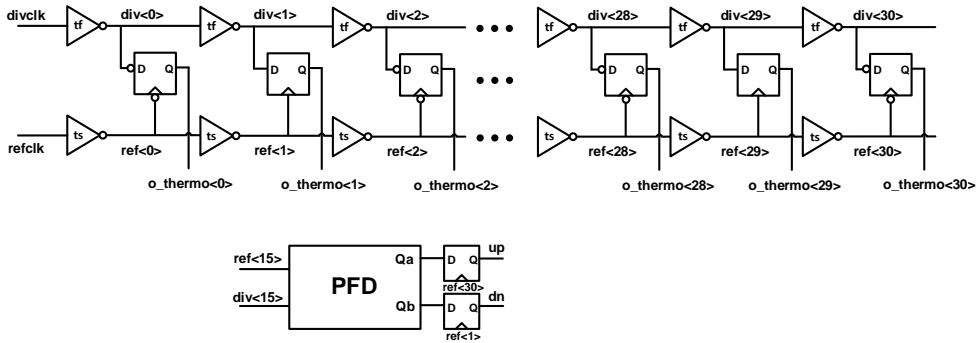 divclk tf div<0> tf div<1> tf div<2> tf div<28> tf div<29> tf div<30>
D Q D Q D Q D Q D Q D Q
refclk ts ts ts ts ts ts
ref<0> ref<1> ref<2> ref<28> ref<29> ref<30>
o_thermo<0> o_thermo<1> o_thermo<2> o_thermo<28> o_thermo<29> o_thermo<30>
ref<15> Qa D Q up
PFD
ref<30>
div<15> Qb D Q dn
ref<1>